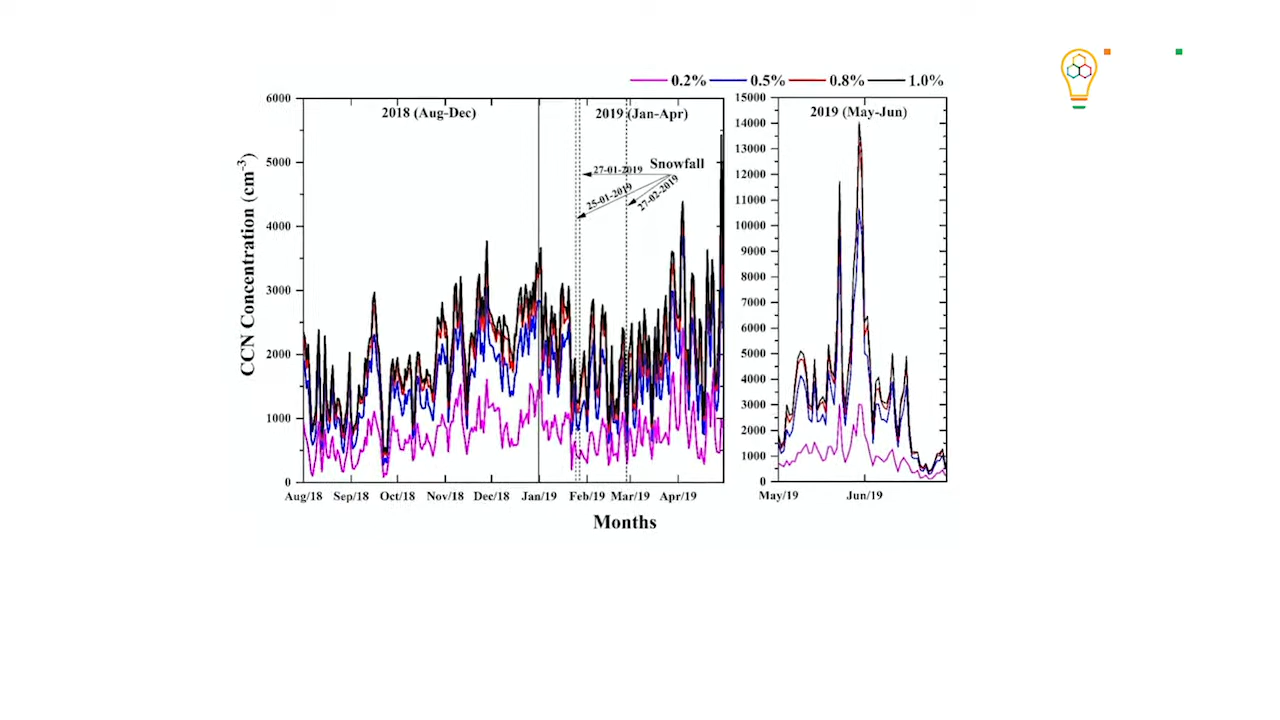 0.2% 0.5% 0.8% 1.0%
6000
5000
4000
3000
2000
1000
0
CCN Concentration (cm-3)
2018 (Aug-Dec)
2019 (Jan-Apr)
Snowfall
27-01-2019
25-01-2019
27-02-2019
Aug/18 Sep/18 Oct/18 Nov/18 Dec/18 Jan/19 Feb/19 Mar/19 Apr/19
15000
14000
13000
12000
11000
10000
9000
8000
7000
6000
5000
4000
3000
2000
1000
0
2019 (May-Jun)
May/19 Jun/19
Months